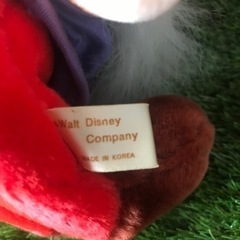 Walt Disney
Company
MADE IN KOREA